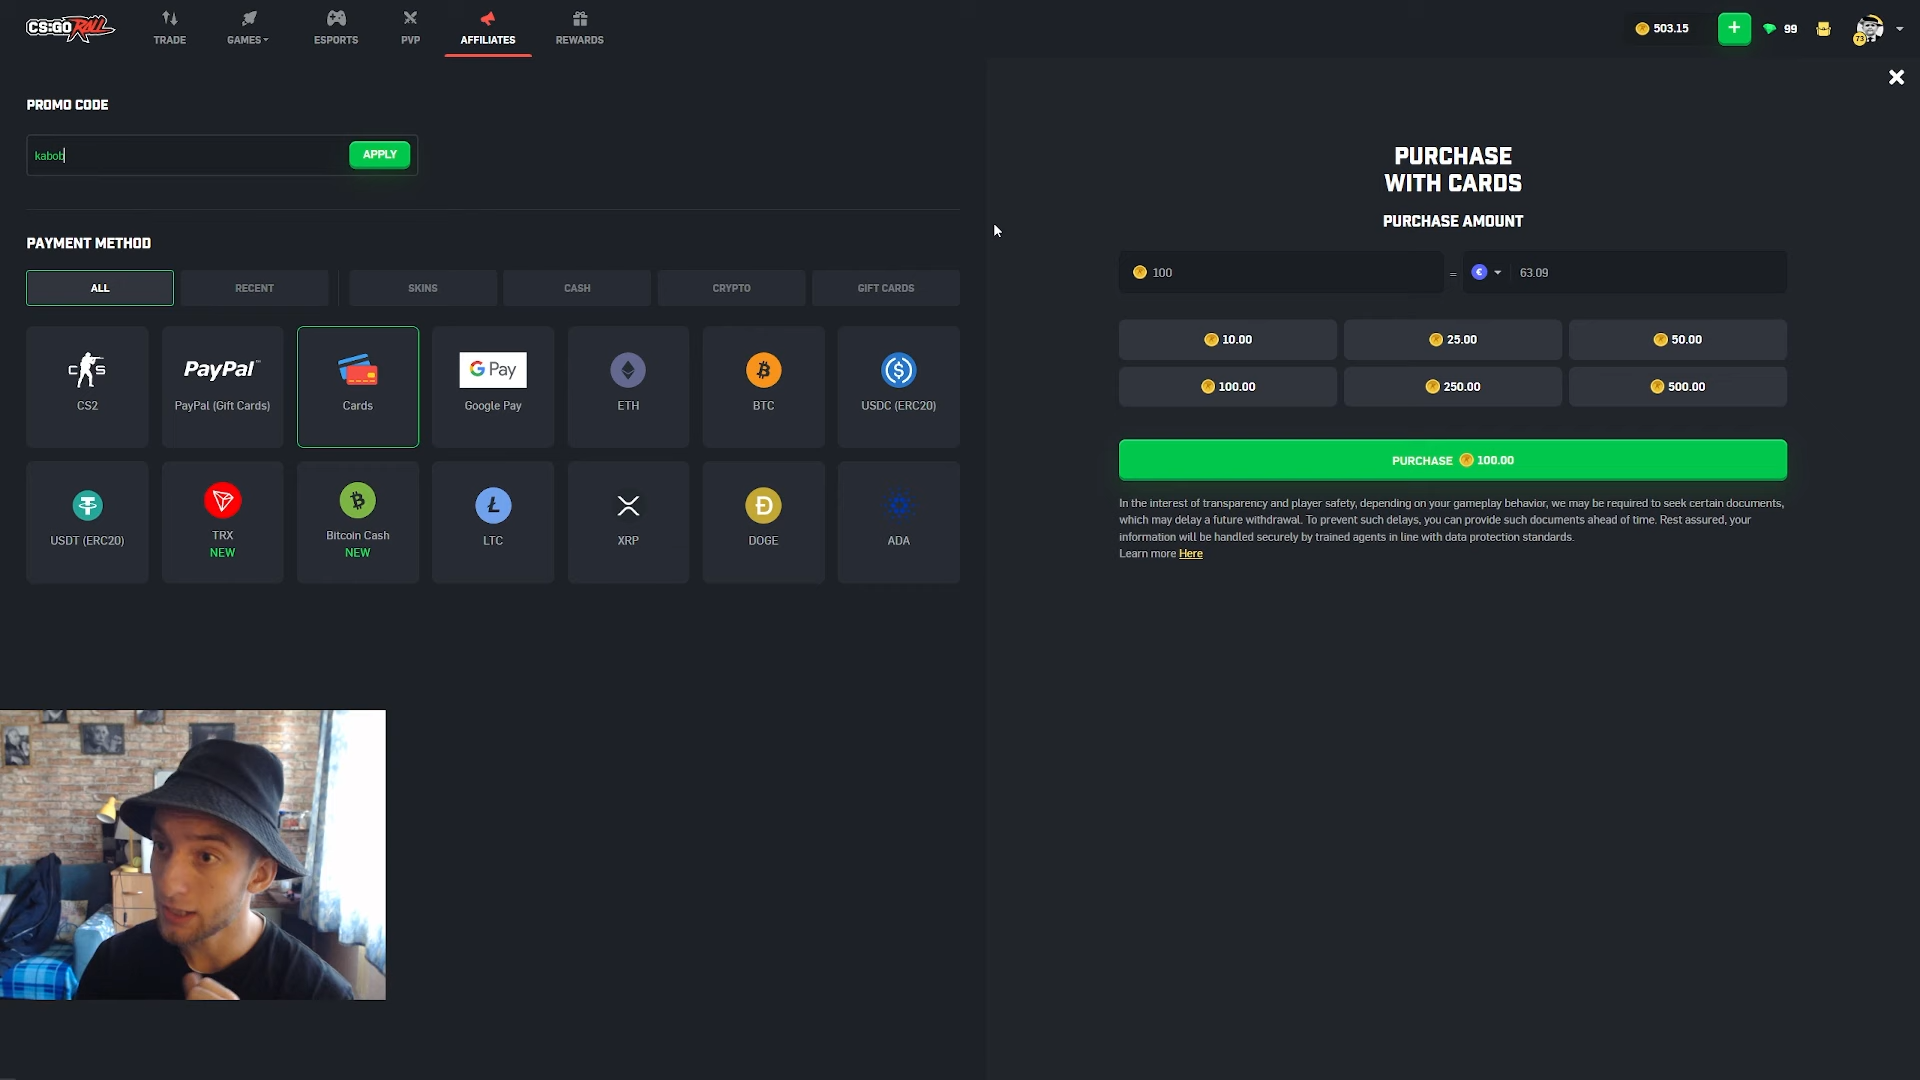 CS:GO ROLL
TRADE
GAMES
ESPORTS
PVP
AFFILIATES
REWARDS
503.15
+
99
73
PROMO CODE
kabob
APPLY
PAYMENT METHOD
ALL
RECENT
SKINS
CASH
CRYPTO
GIFT CARDS
CS
CS2
PayPal
PayPal (Gift Cards)
Cards
G Pay
Google Pay
ETH
BTC
USDC (ERC20)
USDT (ERC20)
TRX
NEW
Bitcoin Cash
NEW
LTC
XRP
DOGE
ADA
PURCHASE
WITH CARDS
PURCHASE AMOUNT
100
=
€
63.09
10.00
25.00
50.00
100.00
250.00
500.00
PURCHASE 100.00
In the interest of transparency and player safety, depending on your gameplay behavior, we may be required to seek certain documents,
which may delay a future withdrawal. To prevent such delays, you can provide such documents ahead of time. Rest assured, your
information will be handled securely by trained agents in line with data protection standards.
Learn more Here